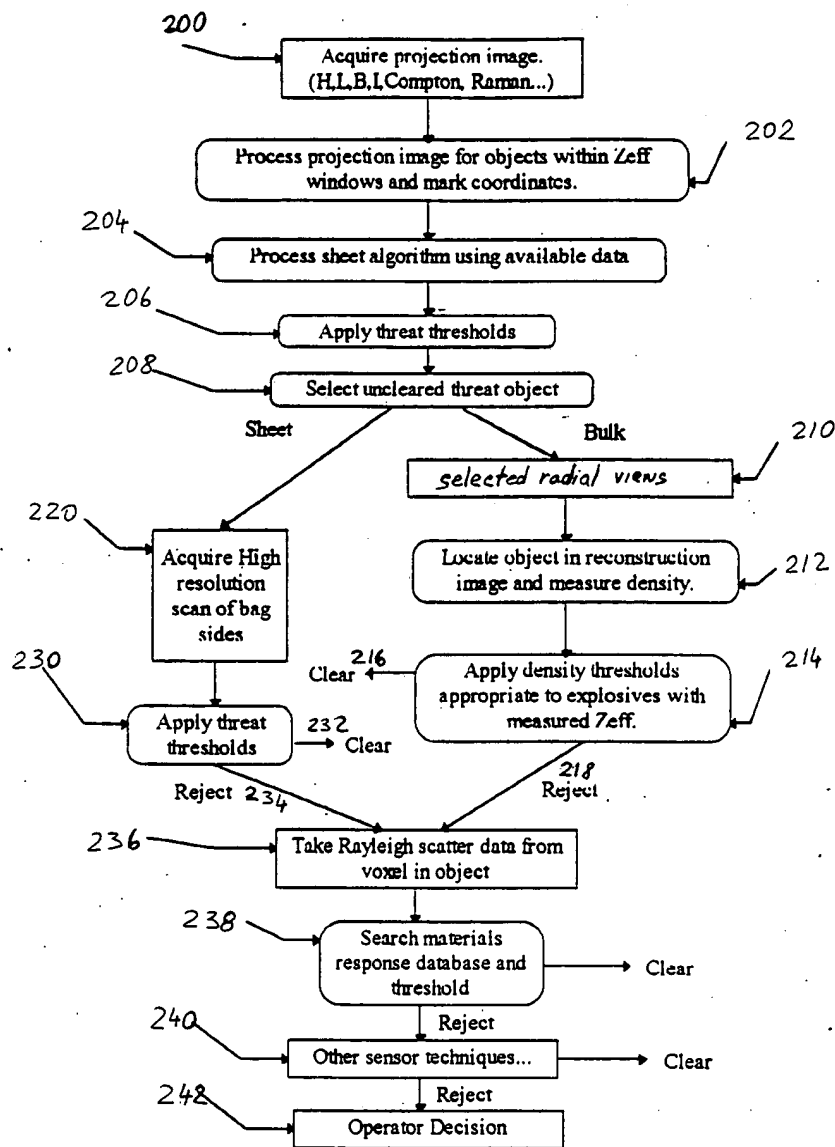 200
Acquire projection image.
(H,L,B,I,Compton, Raman...)
202
Process projection image for objects within Zeff
windows and mark coordinates.
204
Process sheet algorithm using available data
206
Apply threat thresholds
208
Select uncleared threat object
Sheet
Bulk
210
selected radial views
220
Acquire High
resolution
scan of bag
sides
Locate object in reconstruction
image and measure density.
212
230
Clear 216
Apply density thresholds
appropriate to explosives with
measured Zeff.
214
Apply threat
thresholds
232
Clear
Reject 234
218
Reject
236
Take Rayleigh scatter data from
voxel in object
238
Search materials
response database and
threshold
Clear
Reject
240
Other sensor techniques...
Clear
Reject
248
Operator Decision